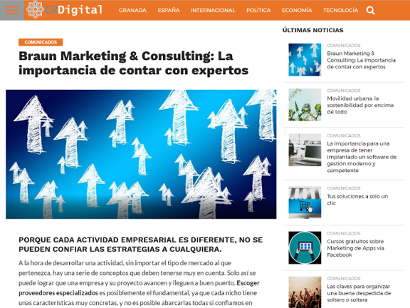 GRDigital
GRANADA
ESPAÑA
INTERNACIONAL
POLÍTICA
ECONOMÍA
TECNOLOGÍA
COMUNICADOS
Braun Marketing & Consulting: La
importancia de contar con expertos
PORQUE CADA ACTIVIDAD EMPRESARIAL ES DIFERENTE, NO SE
PUEDEN CONFIAR LAS ESTRATEGIAS A CUALQUIERA.
A la hora de desarrollar una actividad, sin importar el tipo de mercado al que
pertenezca, hay una serie de conceptos que deben tenerse muy en cuenta. Solo así se
puede lograr que una empresa y su proyecto avancen y lleguen a buen puerto. Escoger
proveedores especializados es posiblemente el fundamental, ya que cada nicho tiene
unas características muy concretas, y no es posible abarcarlas todas si confiamos en
ÚLTIMAS NOTICIAS
COMUNICADOS
Braun Marketing &
Consulting: La importancia
de contar con expertos
COMUNICADOS
Movilidad urbana: la
sostenibilidad por encima
de todo
COMUNICADOS
La importancia para una
empresa de tener
implantado un software de
gestión moderno y
competente
COMUNICADOS
Tus soluciones a solo un
clic
COMUNICADOS
Cursos gratuitos sobre
Marketing de Apps vía
Facebook
COMUNICADOS
Las claves para organizar
una buena despedida de
soltero o soltera